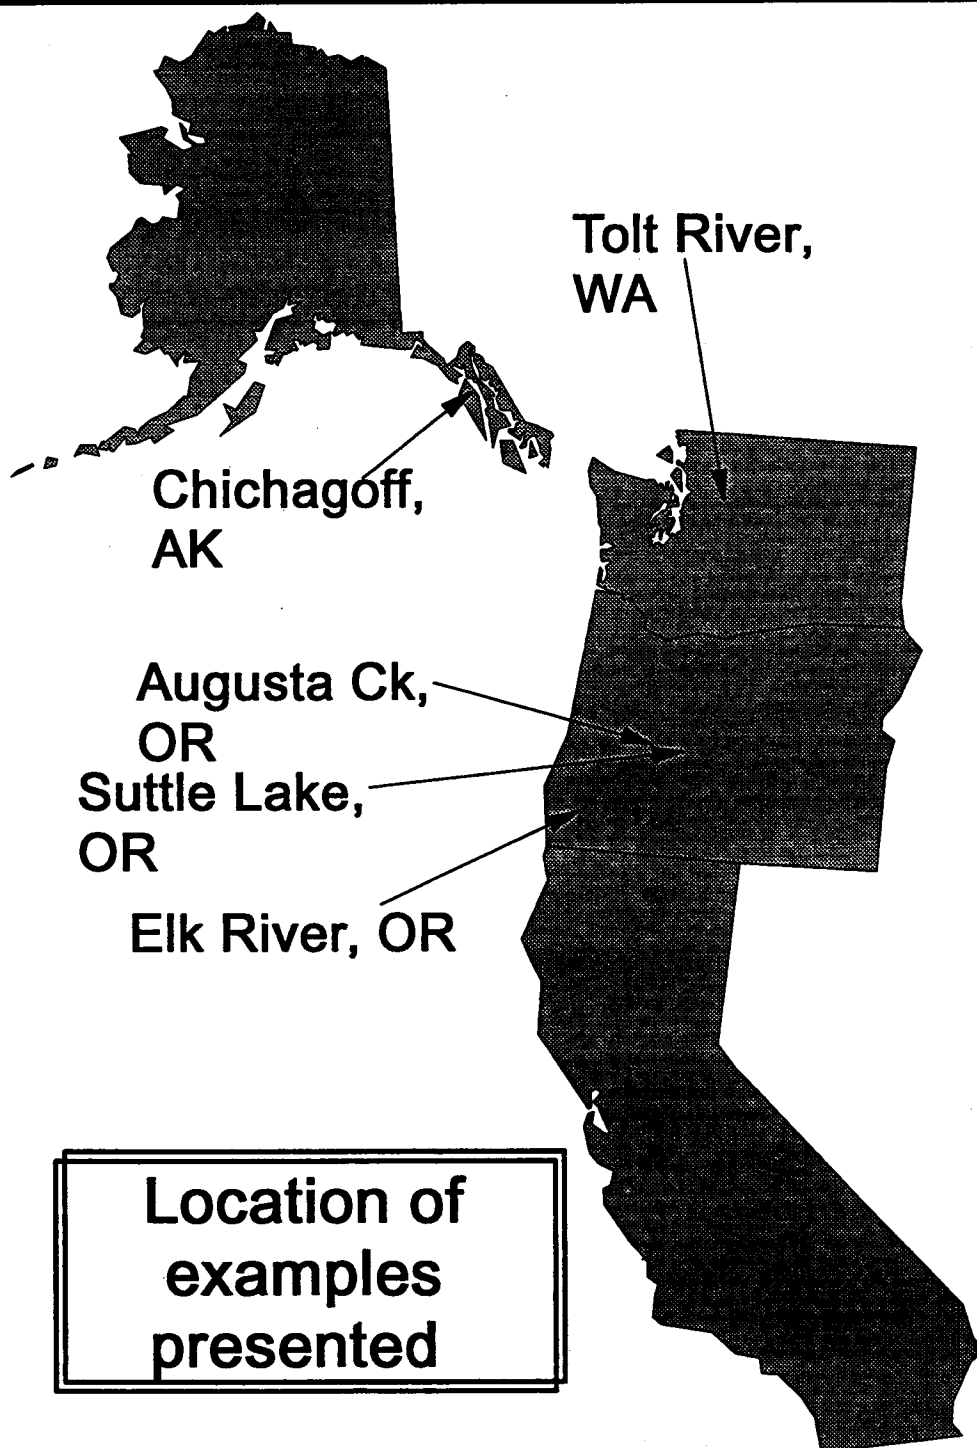 Tolt River,
WA
Chichagoff,
AK
Augusta Ck,
OR
Suttle Lake,
OR
Elk River, OR
Location of
examples
presented